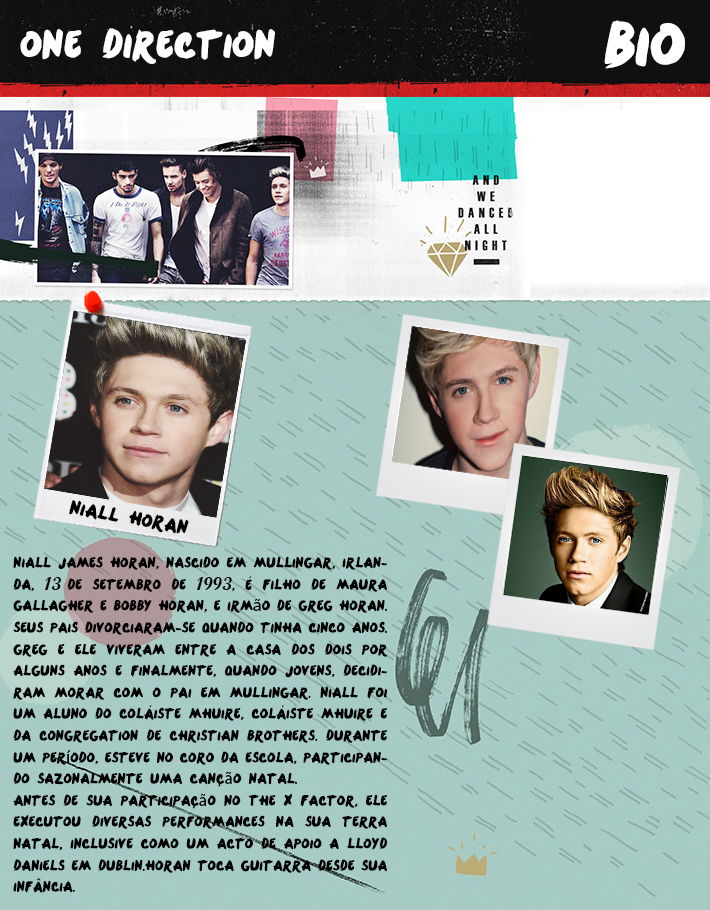 ONE DIRECTION
BIO
AND
WE
DANCED
ALL
NIGHT
NIALL HORAN
NIALL JAMES HORAN, NASCIDO EM MULLINGAR, IRLAN-
DA, 13 DE SETEMBRO DE 1993, É FILHO DE MAURA
GALLAGHER E BOBBY HORAN, E IRMÃO DE GREG HORAN.
SEUS PAIS DIVORCIARAM-SE QUANDO TINHA CINCO ANOS.
GREG E ELE VIVERAM ENTRE A CASA DOS DOIS POR
ALGUNS ANOS E FINALMENTE, QUANDO JOVENS, DECIDI-
RAM MORAR COM O PAI EM MULLINGAR. NIALL FOI
UM ALUNO DO COLÁISTE MHUIRE, COLÁISTE MHUIRE E
DA CONGREGATION DE CHRISTIAN BROTHERS. DURANTE
UM PERÍODO, ESTEVE NO CORO DA ESCOLA, PARTICIPAN-
DO SAZONALMENTE UMA CANÇÃO NATAL.
ANTES DE SUA PARTICIPAÇÃO NO THE X FACTOR, ELE
EXECUTOU DIVERSAS PERFORMANCES NA SUA TERRA
NATAL, INCLUSIVE COMO UM ACTO DE APOIO A LLOYD
DANIELS EM DUBLIN.HORAN TOCA GUITARRA DESDE SUA
INFÂNCIA.